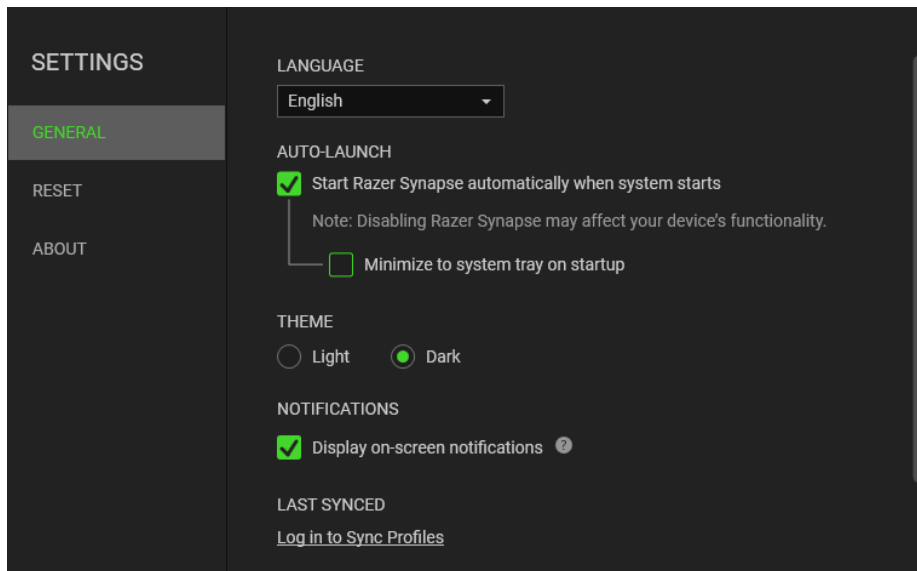 SETTINGS
GENERAL
RESET
ABOUT
LANGUAGE
English
AUTO-LAUNCH
Start Razer Synapse automatically when system starts
Note: Disabling Razer Synapse may affect your device’s functionality.
Minimize to system tray on startup
THEME
Light Dark
NOTIFICATIONS
Display on-screen notifications ?
LAST SYNCED
Log in to Sync Profiles